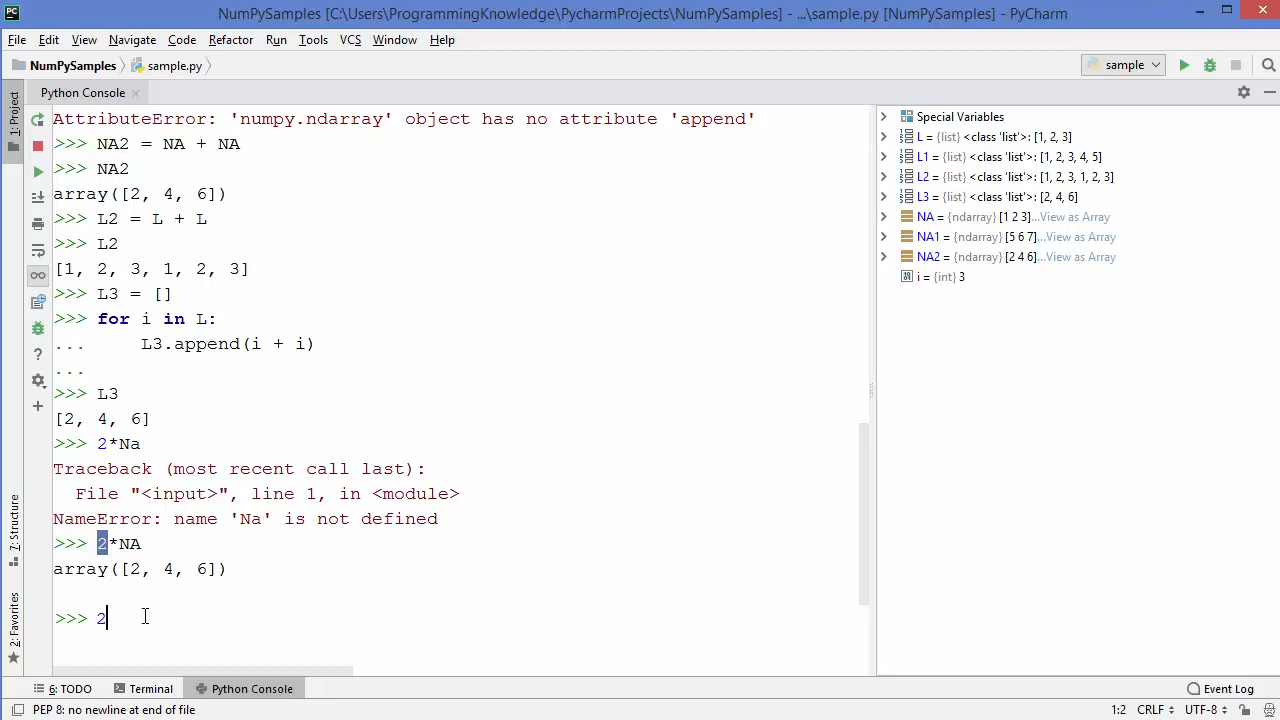 PC NumPySamples [C:\Users\ProgrammingKnowledge\PycharmProjects\NumPySamples] - ...\sample.py [NumPySamples] - PyCharm
File Edit View Navigate Code Refactor Run Tools VCS Window Help
NumPySamples sample.py sample
1: Project
Python Console
AttributeError: 'numpy.ndarray' object has no attribute 'append'
>>> NA2 = NA + NA
>>> NA2
array([2, 4, 6])
>>> L2 = L + L
>>> L2
[1, 2, 3, 1, 2, 3]
>>> L3 = []
>>> for i in L:
... L3.append(i + i)
...
>>> L3
[2, 4, 6]
>>> 2*Na
Traceback (most recent call last):
File "<input>", line 1, in <module>
NameError: name 'Na' is not defined
>>> 2*NA
array([2, 4, 6])
>>> 2
Special Variables
L = {list} <class 'list'>: [1, 2, 3]
L1 = {list} <class 'list'>: [1, 2, 3, 4, 5]
L2 = {list} <class 'list'>: [1, 2, 3, 1, 2, 3]
L3 = {list} <class 'list'>: [2, 4, 6]
NA = {ndarray} [1 2 3]...View as Array
NA1 = {ndarray} [5 6 7]...View as Array
NA2 = {ndarray} [2 4 6]...View as Array
i = {int} 3
7: Structure
2: Favorites
6: TODO Terminal Python Console Event Log
PEP 8: no newline at end of file 1:2 CRLF UTF-8